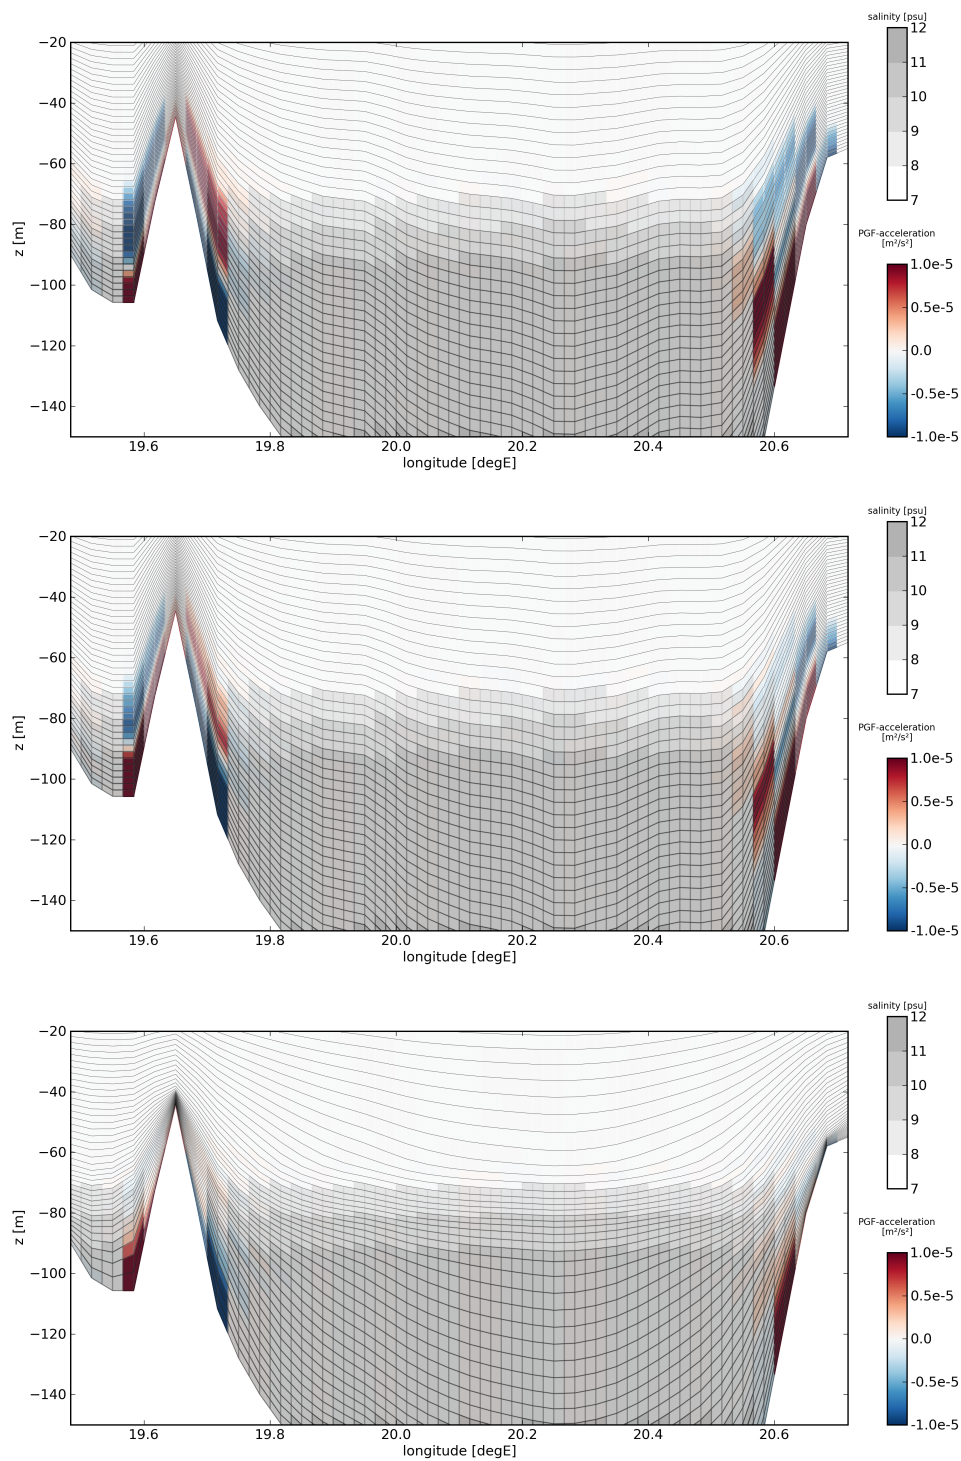 salinity [psu]
12
11
10
9
8
7
PGF-acceleration
[m²/s²]
1.0e-5
0.5e-5
0.0
-0.5e-5
-1.0e-5
−20
−40
−60
−80
−100
−120
−140
z [m]
19.6 19.8 20.0 20.2 20.4 20.6
longitude [degE]
salinity [psu]
12
11
10
9
8
7
PGF-acceleration
[m²/s²]
1.0e-5
0.5e-5
0.0
-0.5e-5
-1.0e-5
−20
−40
−60
−80
−100
−120
−140
z [m]
19.6 19.8 20.0 20.2 20.4 20.6
longitude [degE]
salinity [psu]
12
11
10
9
8
7
PGF-acceleration
[m²/s²]
1.0e-5
0.5e-5
0.0
-0.5e-5
-1.0e-5
−20
−40
−60
−80
−100
−120
−140
z [m]
19.6 19.8 20.0 20.2 20.4 20.6
longitude [degE]